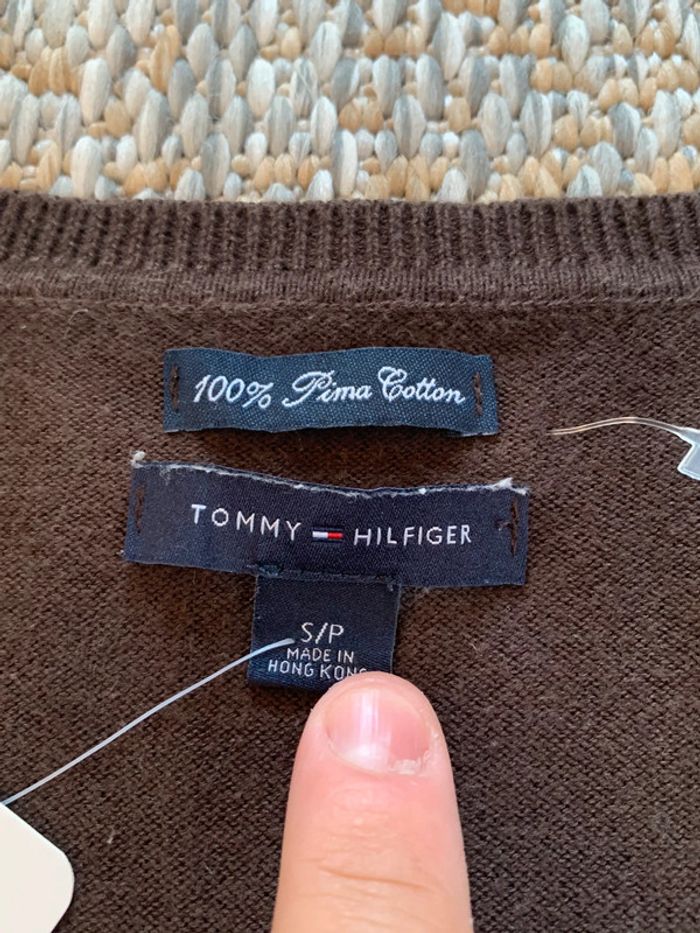 100% Pima Cotton
TOMMY HILFIGER
S/P
MADE IN
HONG KONG